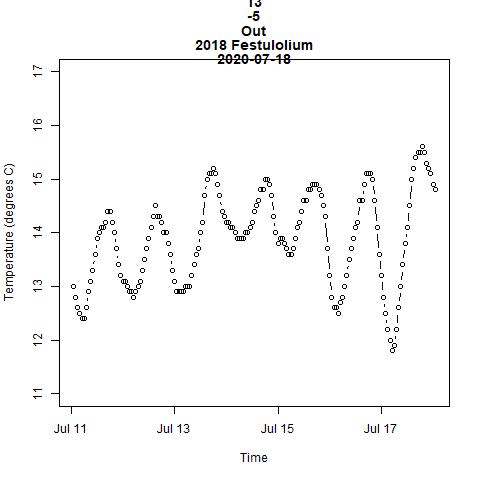 13
-5
Out
2018 Festulolium
2020-07-18
Temperature (degrees C)
17
16
15
14
13
12
11
Jul 11
Jul 13
Jul 15
Jul 17
Time